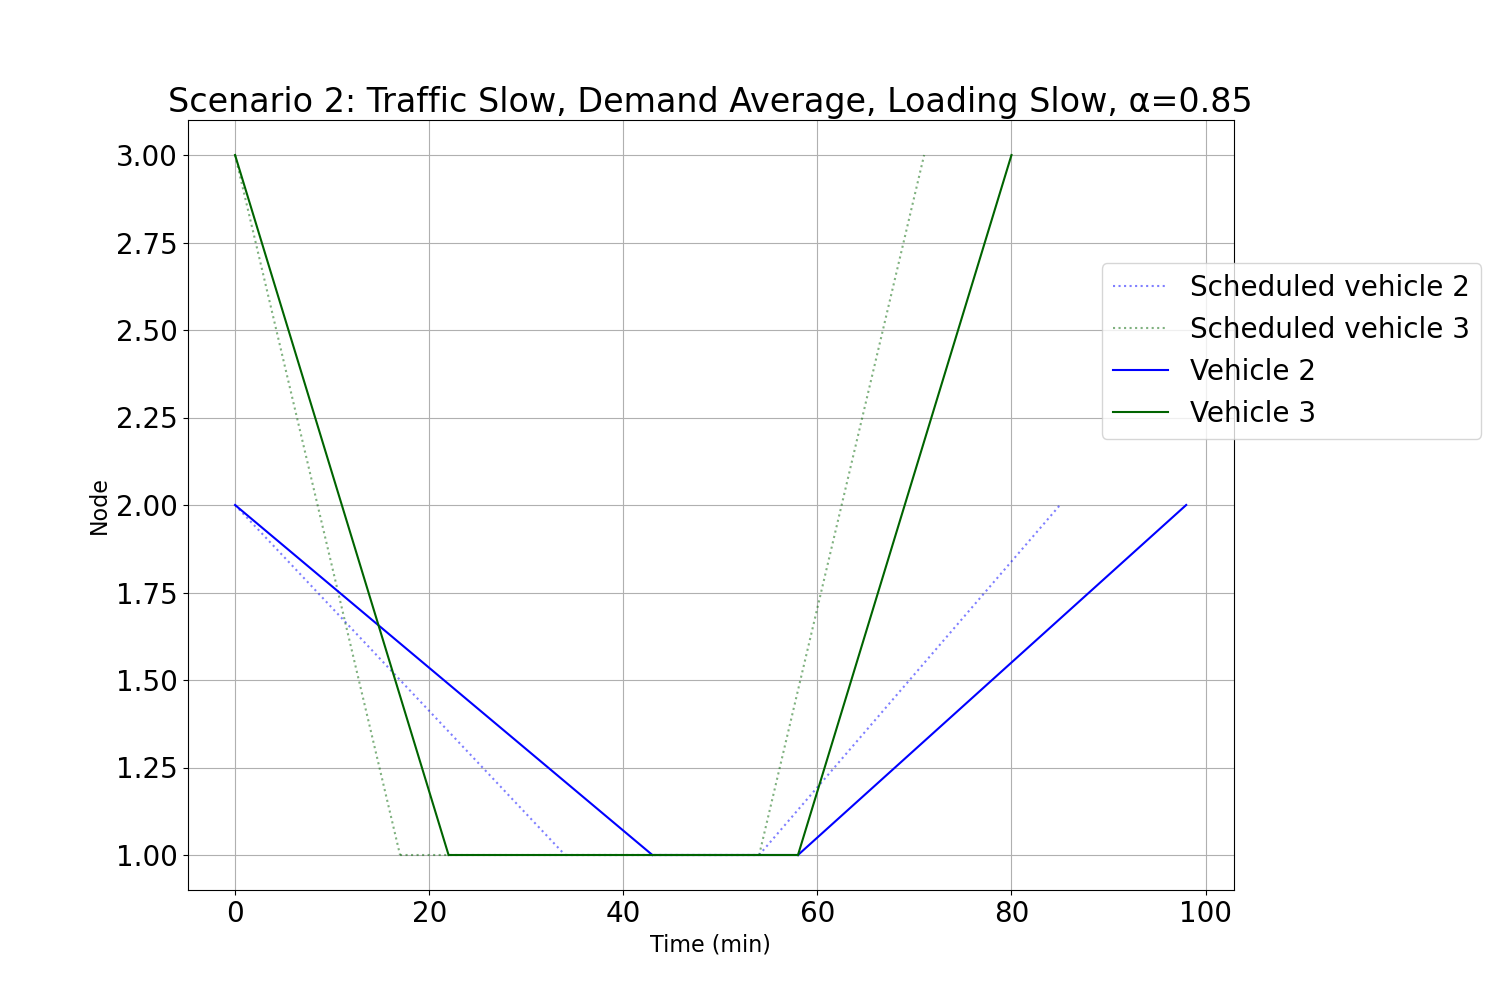 Scenario 2: Traffic Slow, Demand Average, Loading Slow, α=0.85
3.00
2.75
2.50
2.25
2.00
1.75
1.50
1.25
1.00
Node
0 20 40 60 80 100
Time (min)
Scheduled vehicle 2
Scheduled vehicle 3
Vehicle 2
Vehicle 3